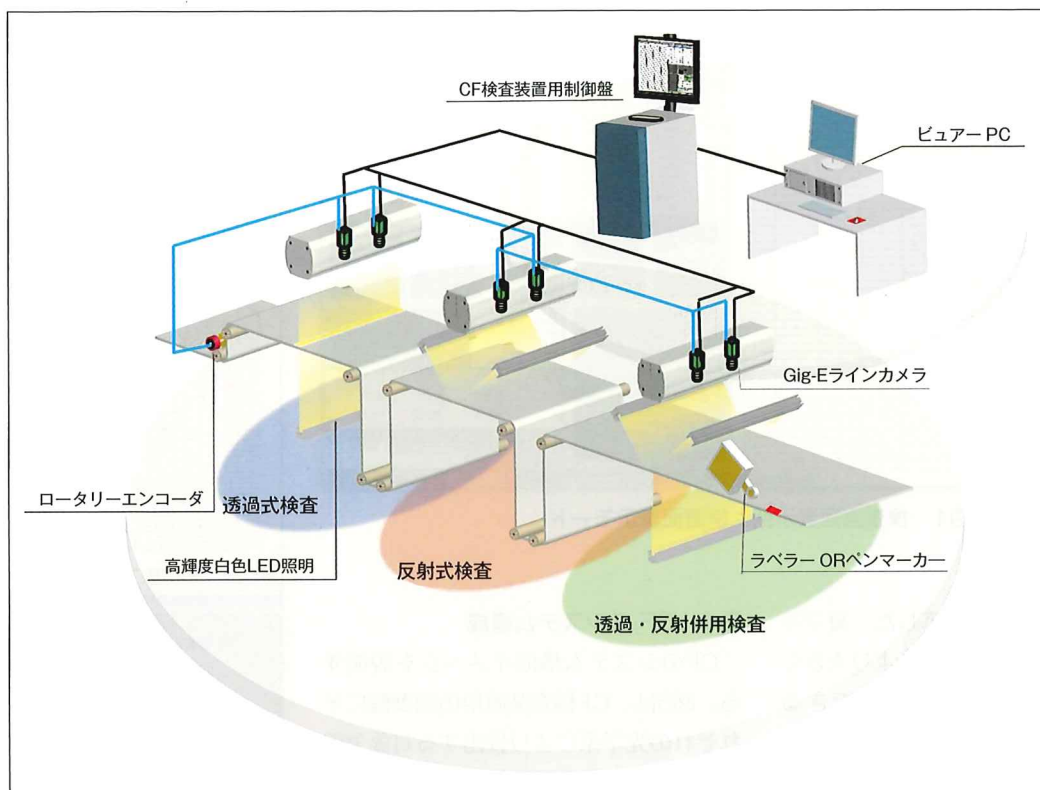 CF検査装置用制御盤
ビュアー PC
Gig-Eラインカメラ
ロータリーエンコーダ
透過式検査
高輝度白色LED照明
反射式検査
ラベラー ORペンマーカー
透過・反射併用検査